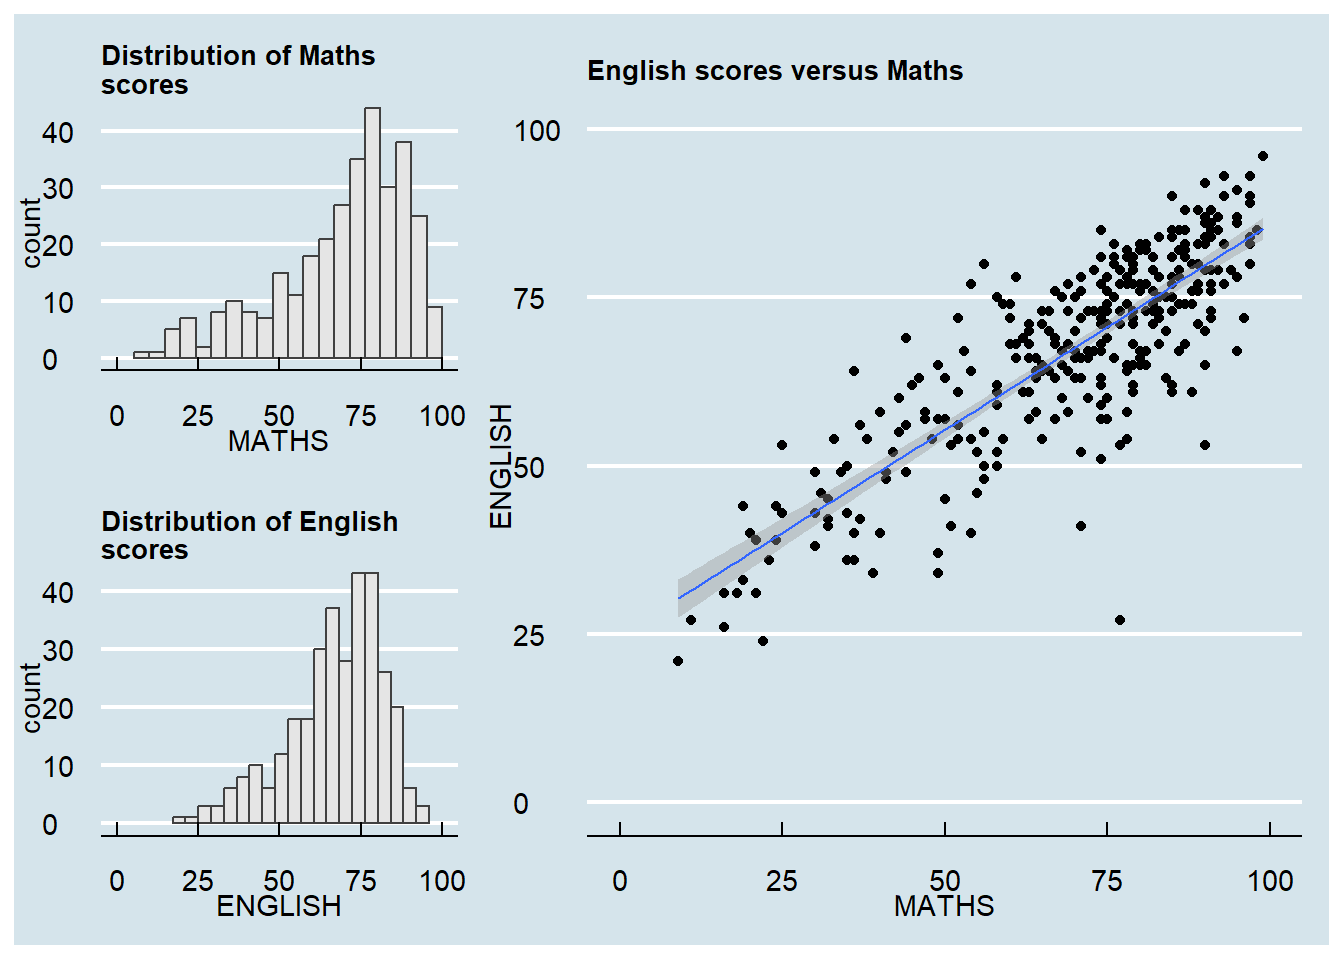 Distribution of Maths
scores
40
30
20
10
0
count
0 25 50 75 100
MATHS
Distribution of English
scores
40
30
20
10
0
count
0 25 50 75 100
ENGLISH
English scores versus Maths
100
75
50
25
0
ENGLISH
0 25 50 75 100
MATHS